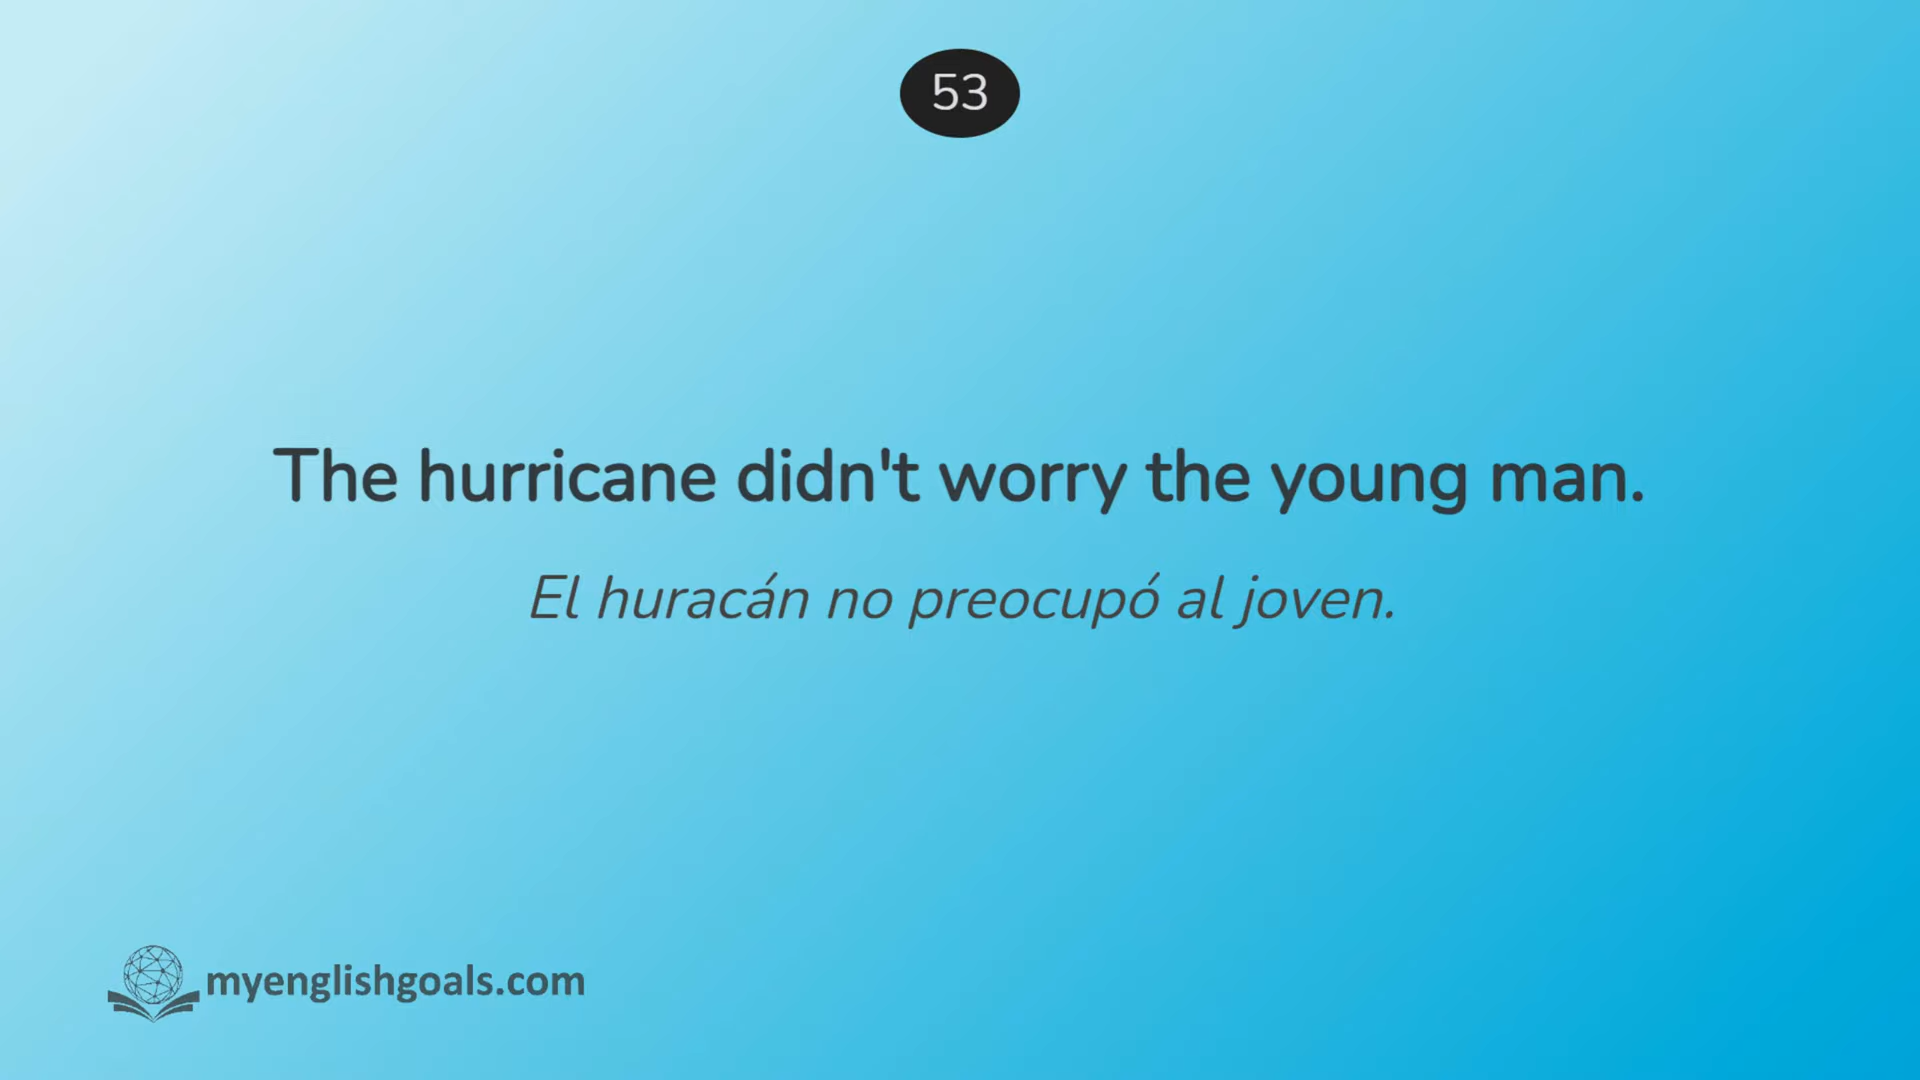 53
The hurricane didn't worry the young man.
El huracán no preocupó al joven.
myenglishgoals.com